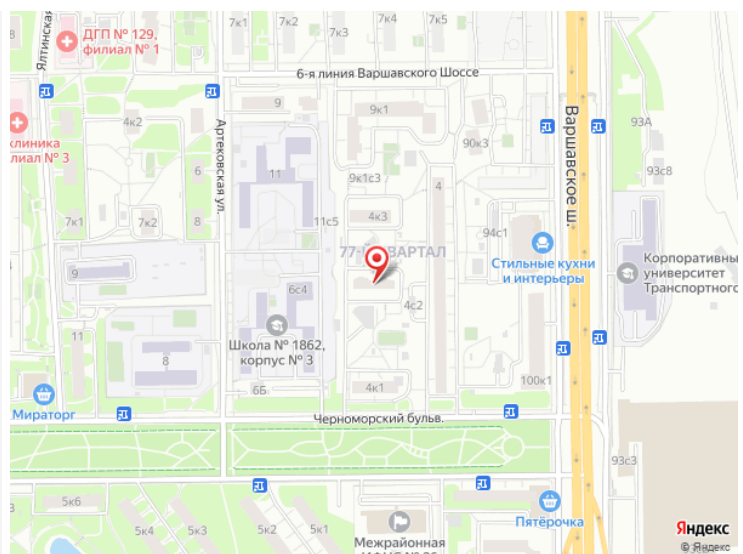 ДГП № 129,
филиал № 1
7к1
7к2
7к3
7к4
7к5
Ялтинская
6-я линия Варшавского Шоссе
9
9к1
4к2
клиника
лиал № 3
Артековская ул.
Варшавское ш.
93А
90к3
93с8
11
6
9к1с3
4
7к1
7к2
8
11с5
4к3
94с1
77-Й КВАРТАЛ
Стильные кухни
и интерьеры
Корпоративны
университет
Транспортного
9
6с4
4с2
11
8
Школа № 1862,
корпус № 3
6Б
4к1
100к1
Мираторг
Черноморский бульв.
93с3
5к6
5к4
5к3
5к2
5к1
Межрайонная
Пятёрочка
Яндекс
© Яндекс